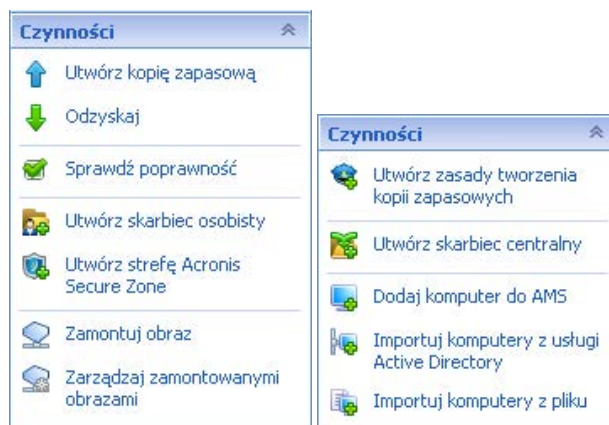 Czynności
Utwórz kopię zapasową
Odzyskaj
Sprawdź poprawność
Utwórz skarbiec osobisty
Utwórz strefę Acronis
Secure Zone
Zamontuj obraz
Zarządzaj zamontowanymi
obrazami
Czynności
Utwórz zasady tworzenia
kopii zapasowych
Utwórz skarbiec centralny
Dodaj komputer do AMS
Importuj komputery z usługi
Active Directory
Importuj komputery z pliku